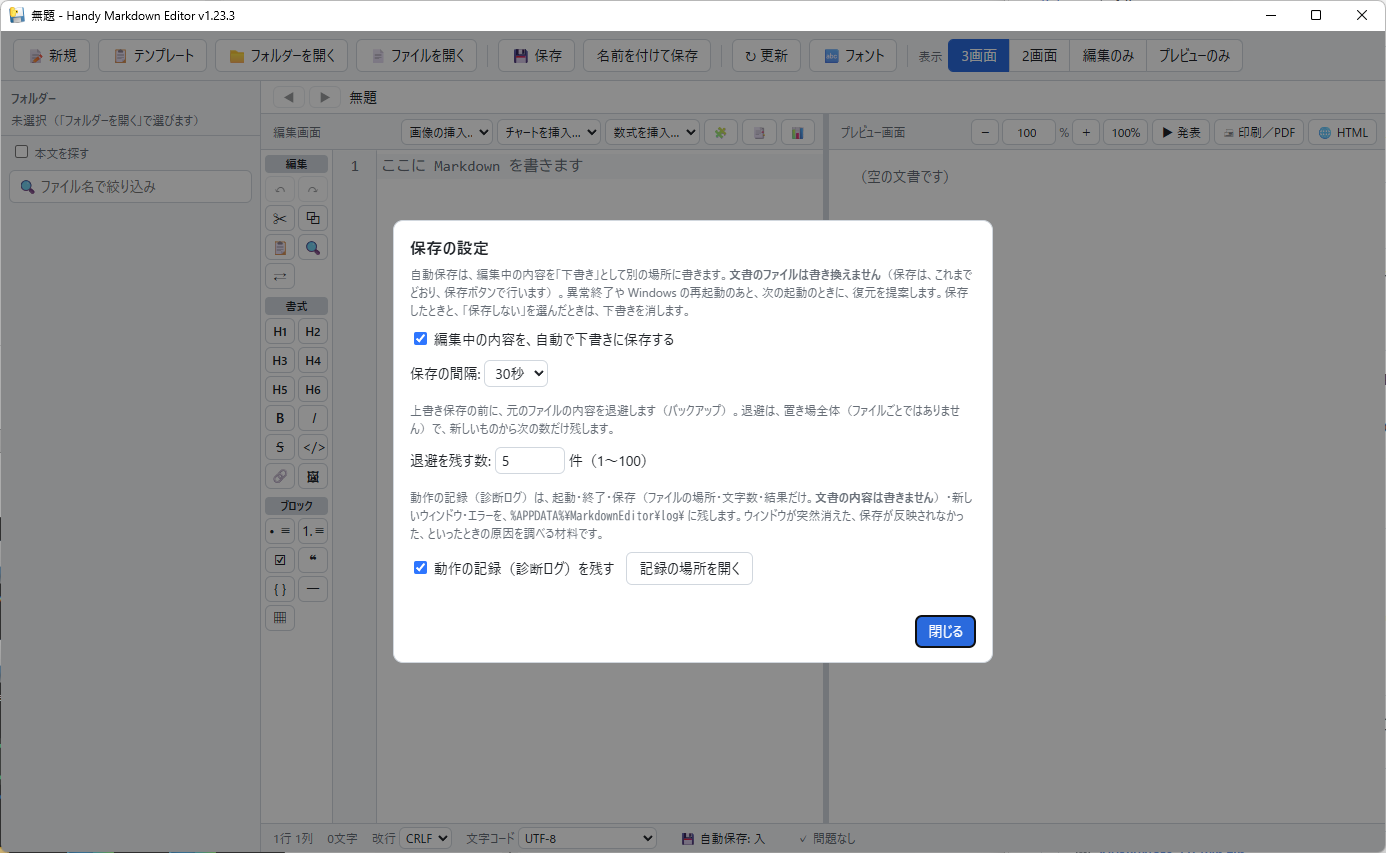 無題 - Handy Markdown Editor v1.23.3
新規 テンプレート フォルダーを開く ファイルを開く 保存 名前を付けて保存 ↻ 更新 フォント 表示 3画面 2画面 編集のみ プレビューのみ
フォルダー
未選択（「フォルダーを開く」で選びます）
本文を探す
ファイル名で絞り込み
◀ ▶ 無題
編集画面 画像の挿入.. チャートを挿入... 数式を挿入...
プレビュー画面 − 100 % + 100% ▶ 発表 印刷／PDF HTML
編集
書式
H1 H2
H3 H4
H5 H6
B I
S </>
ブロック
• ≡ 1. ≡
☑ ❝
{ } —
1 ここに Markdown を書きます
（空の文書です）
保存の設定
自動保存は、編集中の内容を「下書き」として別の場所に書きます。文書のファイルは書き換えません（保存は、これまで
どおり、保存ボタンで行います）。異常終了や Windows の再起動のあと、次の起動のときに、復元を提案します。保存
したときと、「保存しない」を選んだときは、下書きを消します。
編集中の内容を、自動で下書きに保存する
保存の間隔: 30秒
上書き保存の前に、元のファイルの内容を退避します（バックアップ）。退避は、置き場全体（ファイルごとではありませ
ん）で、新しいものから次の数だけ残します。
退避を残す数: 5 件（1～100）
動作の記録（診断ログ）は、起動・終了・保存（ファイルの場所・文字数・結果だけ。文書の内容は書きません）・新し
いウィンドウ・エラーを、%APPDATA%¥MarkdownEditor¥log¥ に残します。ウィンドウが突然消えた、保存が反映されなかっ
た、といったときの原因を調べる材料です。
動作の記録（診断ログ）を残す 記録の場所を開く
閉じる
1行 1列 0文字 改行 CRLF 文字コード UTF-8 自動保存: 入 ✓ 問題なし